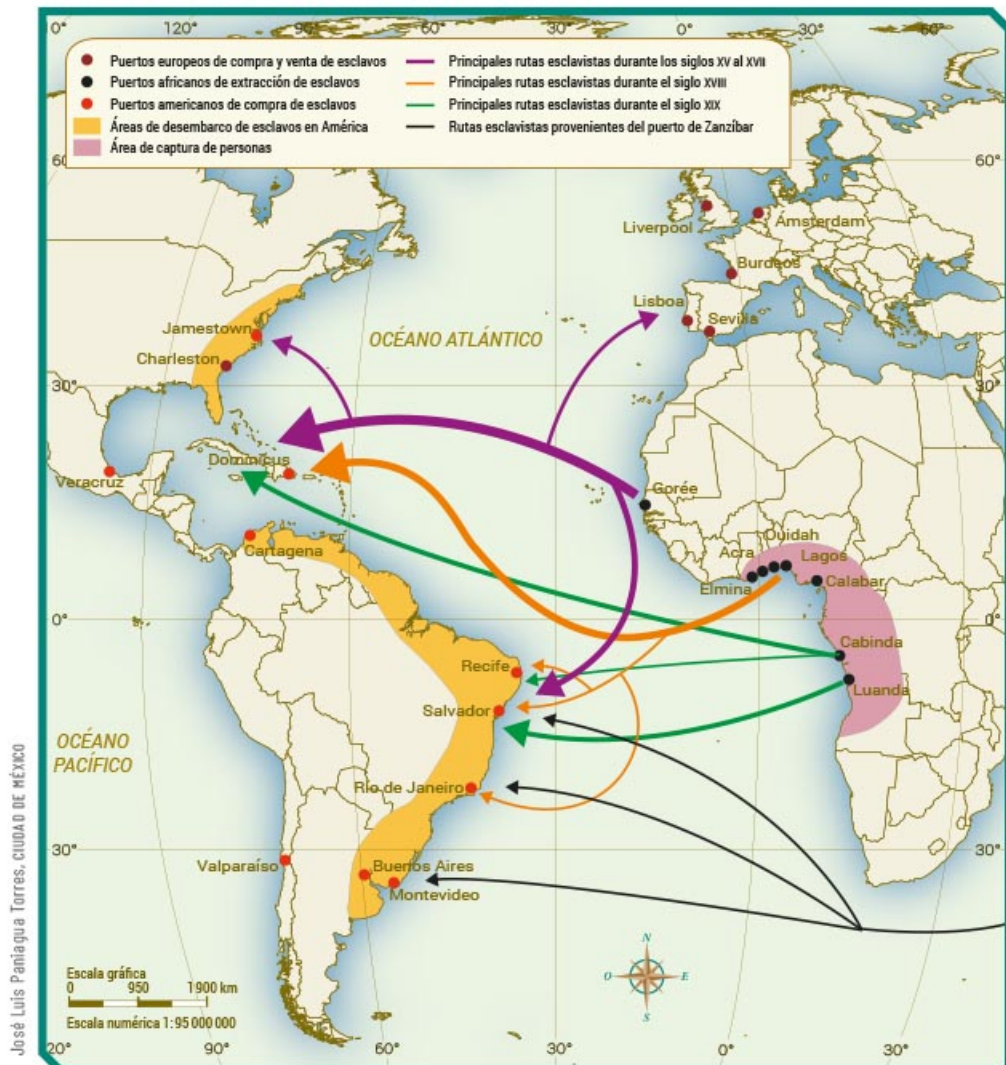 120°
90°
30°
0°
30°
60°
Puertos europeos de compra y venta de esclavos
Puertos africanos de extracción de esclavos
Puertos americanos de compra de esclavos
Áreas de desembarco de esclavos en América
Área de captura de personas
Principales rutas esclavistas durante los siglos XV al XVII
Principales rutas esclavistas durante el siglo XVIII
Principales rutas esclavistas durante el siglo XIX
Rutas esclavistas provenientes del puerto de Zanzíbar
60°
60°
Liverpool
Ámsterdam
Burdeos
Lisboa
Sevilla
Jamestown
OCÉANO ATLÁNTICO
Charleston
30°
30°
Dominicus
Veracruz
Gorée
Ouidah
Acra
Lagos
Cartagena
Elmina
Calabar
0°
0°
Cabinda
Recife
Luanda
Salvador
OCÉANO
PACÍFICO
Río de Janeiro
30°
30°
Valparaíso
Buenos Aires
Montevideo
N
O
E
S
Escala gráfica
0 950 1 900 km
Escala numérica 1:95 000 000
20°
90°
60°
0°
30°
José Luis Paniagua Torres, CIUDAD DE MÉXICO